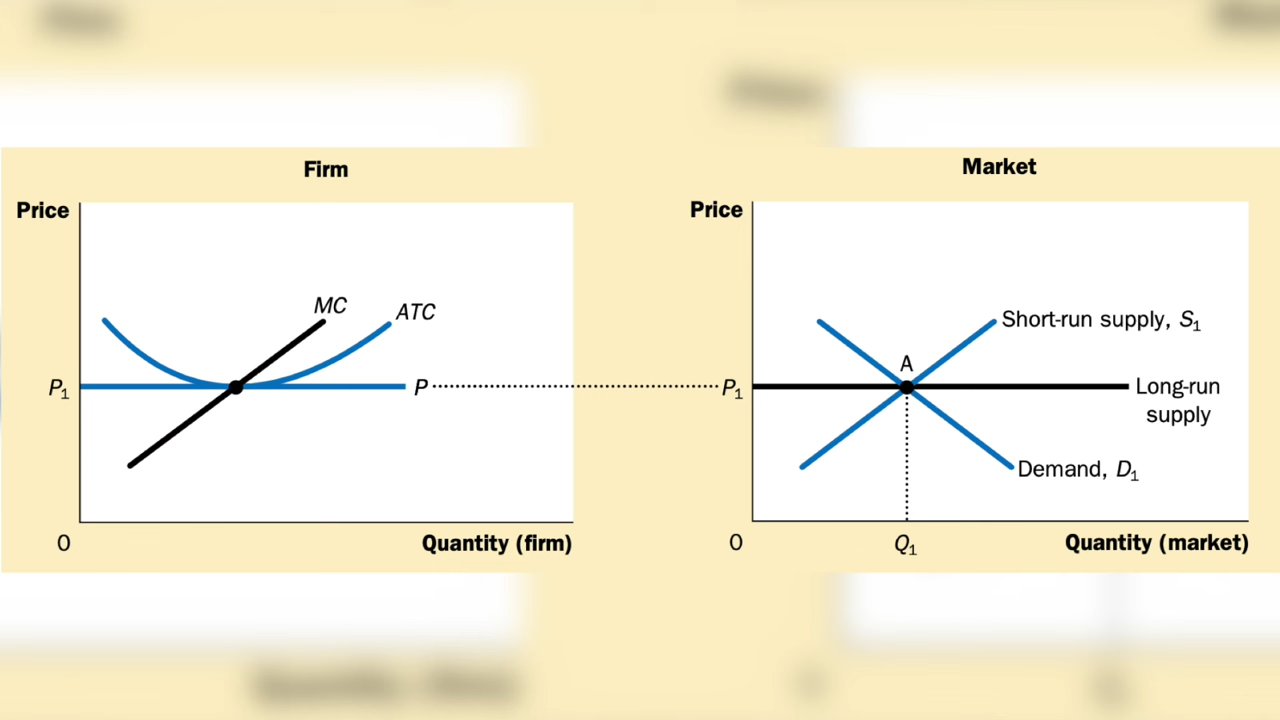 Firm
Price
MC
ATC
P₁
P
0
Quantity (firm)
Market
Price
A
Short-run supply, S₁
P₁
Long-run
supply
Demand, D₁
0
Q₁
Quantity (market)